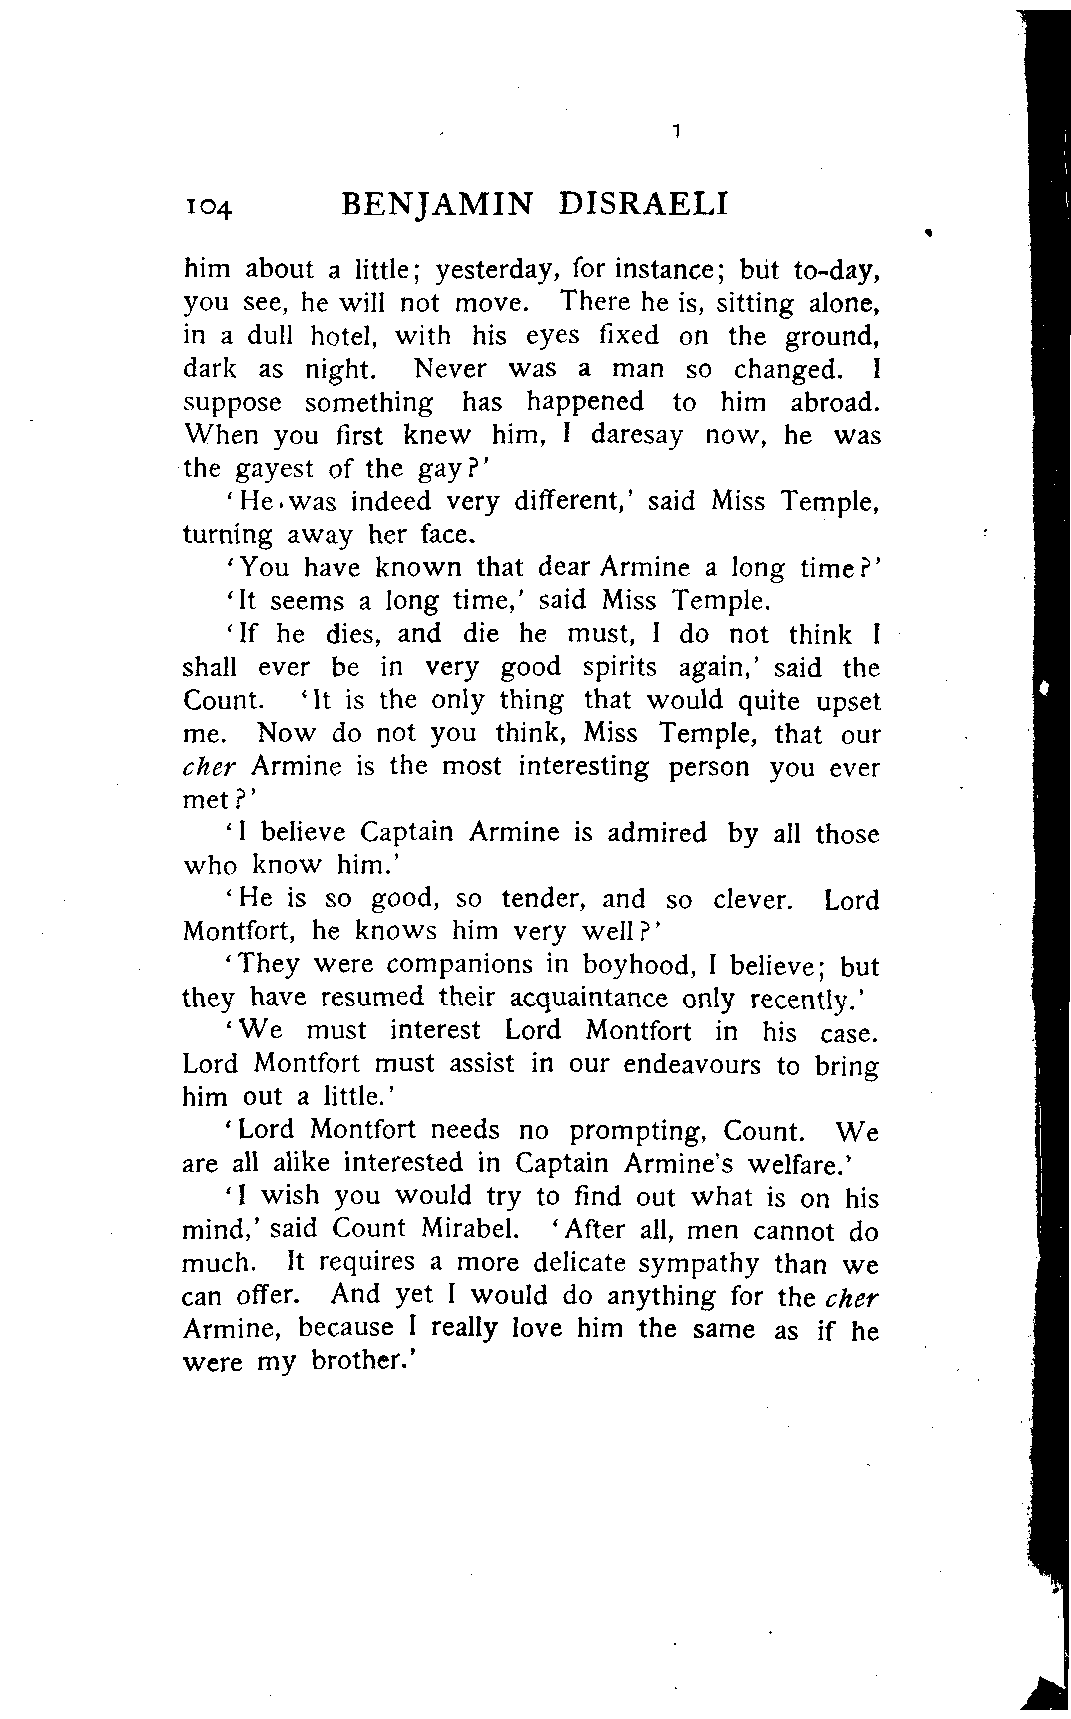 104 BENJAMIN DISRAELI
him about a little; yesterday, for instance; but to-day,
you see, he will not move. There he is, sitting alone,
in a dull hotel, with his eyes fixed on the ground,
dark as night. Never was a man so changed. I
suppose something has happened to him abroad.
When you first knew him, I daresay now, he was
the gayest of the gay?'
'He was indeed very different,' said Miss Temple,
turning away her face.
'You have known that dear Armine a long time?'
'It seems a long time,' said Miss Temple.
'If he dies, and die he must, I do not think I
shall ever be in very good spirits again,' said the
Count. 'It is the only thing that would quite upset
me. Now do not you think, Miss Temple, that our
cher Armine is the most interesting person you ever
met?'
'I believe Captain Armine is admired by all those
who know him.'
'He is so good, so tender, and so clever. Lord
Montfort, he knows him very well?'
'They were companions in boyhood, I believe; but
they have resumed their acquaintance only recently.'
'We must interest Lord Montfort in his case.
Lord Montfort must assist in our endeavours to bring
him out a little.'
'Lord Montfort needs no prompting, Count. We
are all alike interested in Captain Armine's welfare.'
'I wish you would try to find out what is on his
mind,' said Count Mirabel. 'After all, men cannot do
much. It requires a more delicate sympathy than we
can offer. And yet I would do anything for the cher
Armine, because I really love him the same as if he
were my brother.'